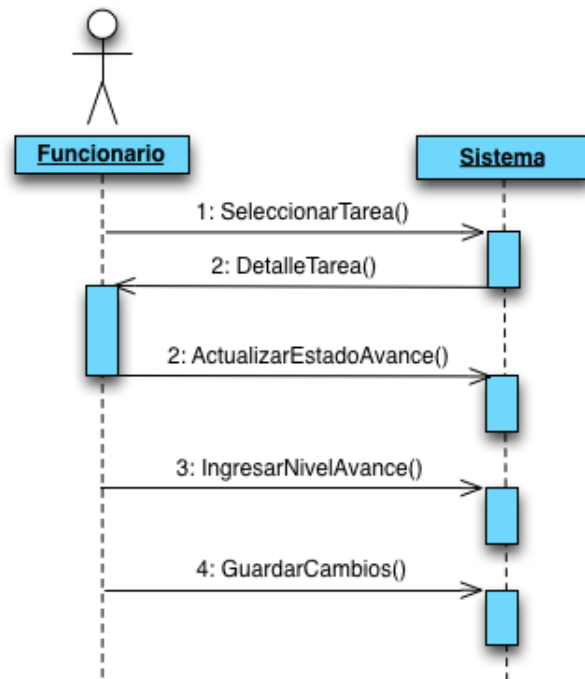 Funcionario
Sistema
1: SeleccionarTarea()
2: DetalleTarea()
2: ActualizarEstadoAvance()
3: IngresarNivelAvance()
4: GuardarCambios()